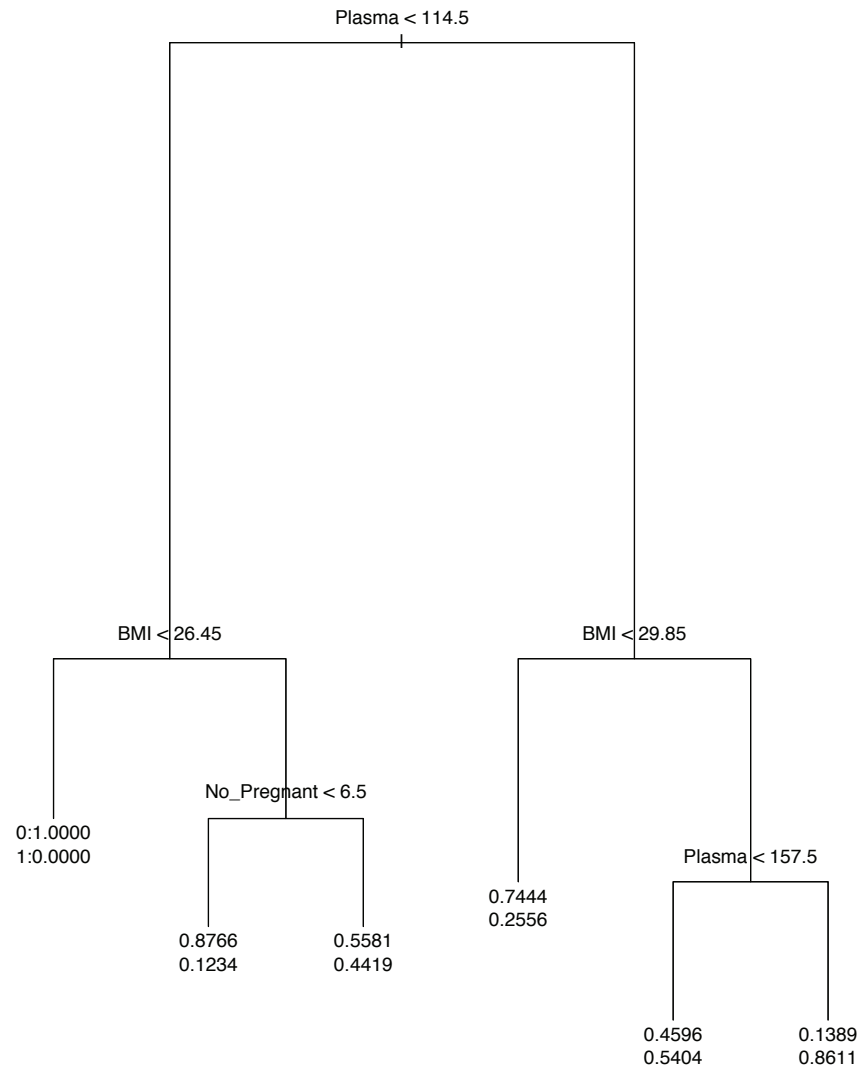 Plasma < 114.5
BMI < 26.45
BMI < 29.85
No_Pregnant < 6.5
0:1.0000
1:0.0000
Plasma < 157.5
0.7444
0.2556
0.8766
0.1234
0.5581
0.4419
0.4596
0.5404
0.1389
0.8611